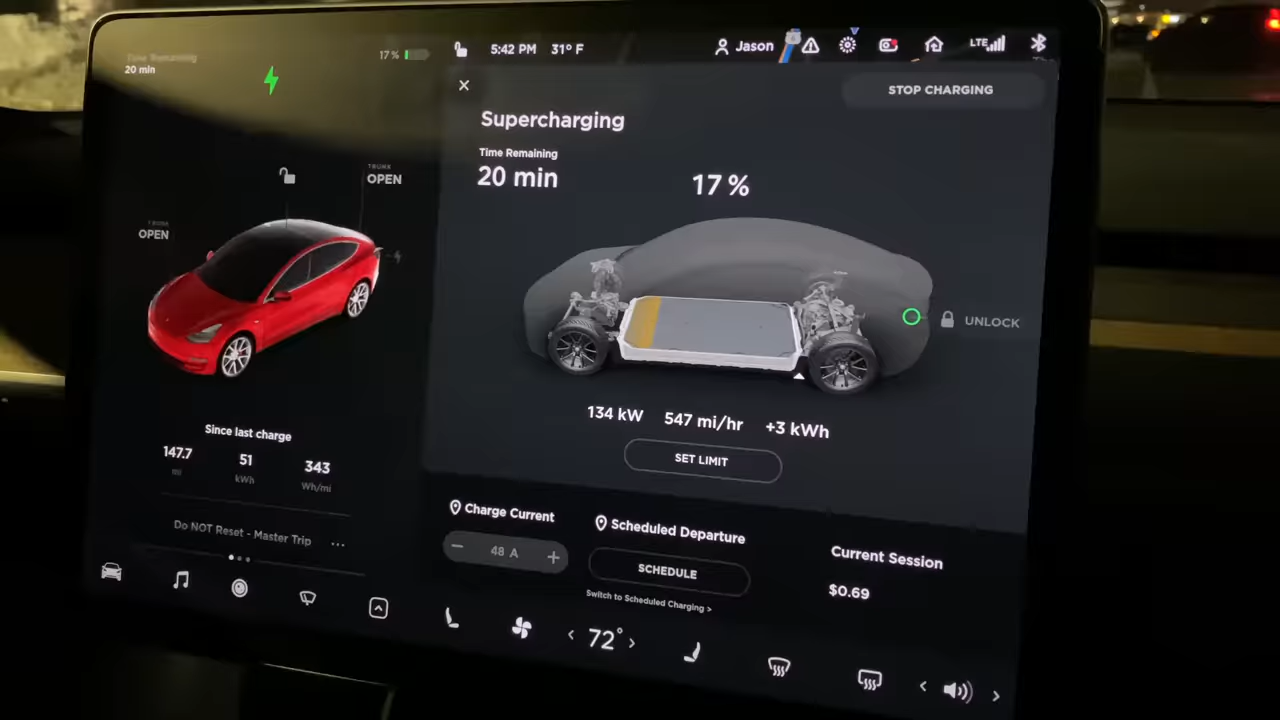 Time Remaining
20 min
17 %
5:42 PM
31° F
Jason
LTE
STOP CHARGING
Supercharging
Time Remaining
20 min
17 %
TRUNK
OPEN
OPEN
UNLOCK
134 kW
547 mi/hr
+3 kWh
SET LIMIT
Since last charge
147.7
mi
51
kWh
343
Wh/mi
Do NOT Reset - Master Trip
...
Charge Current
− 48 A +
Scheduled Departure
SCHEDULE
Switch to Scheduled Charging >
Current Session
$0.69
< 72° >
< >